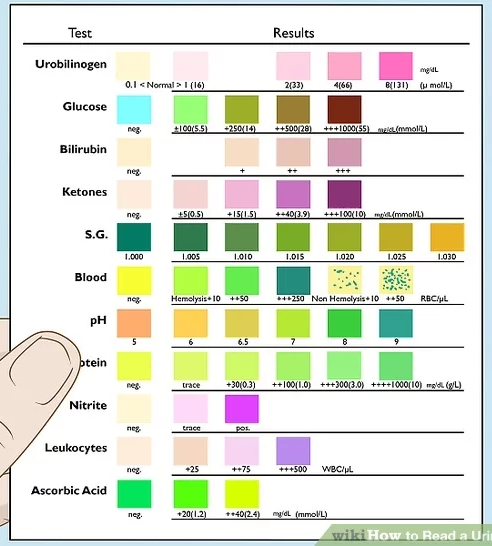 Test Results
Urobilinogen mg/dL
0.1 < Normal > 1 (16) 2(33) 4(66) 8(131) (µ mol/L)
Glucose
neg. ±100(5.5) +250(14) ++500(28) +++1000(55) mg/dL(mmol/L)
Bilirubin
neg. + ++ +++
Ketones
neg. ±5(0.5) +15(1.5) ++40(3.9) +++100(10) mg/dL(mmol/L)
S.G.
1.000 1.005 1.010 1.015 1.020 1.025 1.030
Blood
neg. Hemolysis+10 ++50 +++250 Non Hemolysis+10 ++50 RBC/µL
pH
5 6 6.5 7 8 9
otein
neg. trace +30(0.3) ++100(1.0) +++300(3.0) ++++1000(10) mg/dL (g/L)
Nitrite
neg. trace pos.
Leukocytes
neg. +25 ++75 +++500 WBC/µL
Ascorbic Acid
neg. +20(1.2) ++40(2.4) mg/dL (mmol/L)
wikiHow to Read a Urin